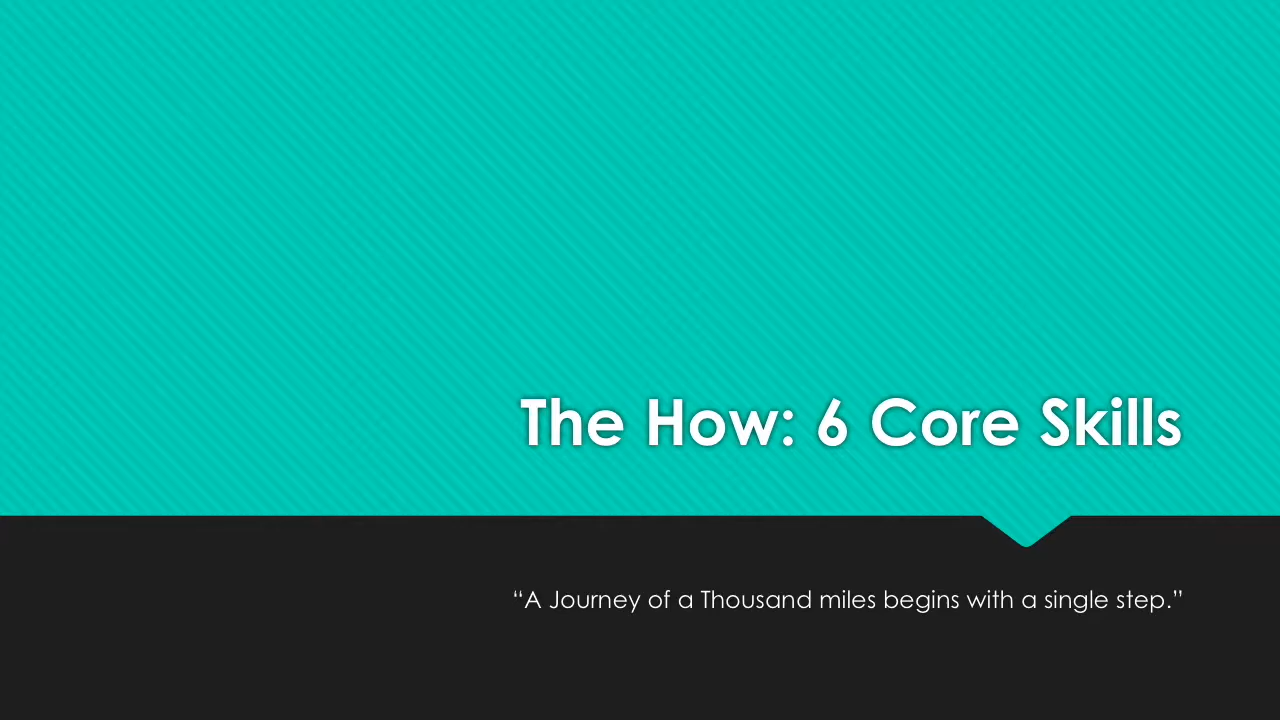 The How: 6 Core Skills
“A Journey of a Thousand miles begins with a single step.”